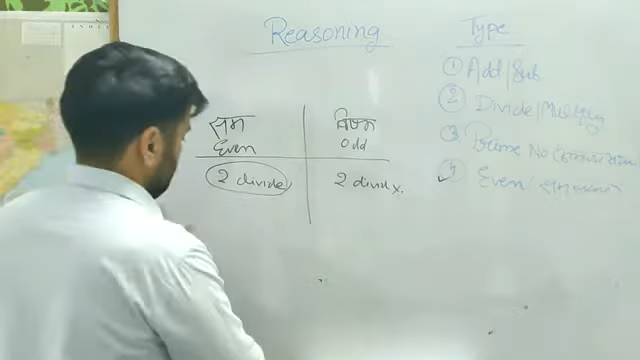 Reasoning
Type
① Add/Sub
② Divide/Multiply
③ Prime No
④ Even/
सम
विषम
Even
Odd
2 divide
2 divid x.